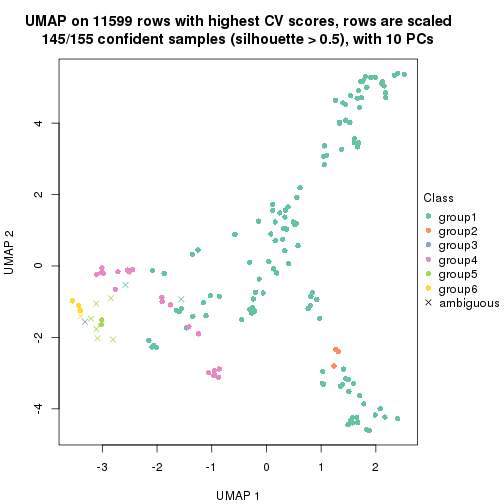 UMAP on 11599 rows with highest CV scores, rows are scaled
145/155 confident samples (silhouette > 0.5), with 10 PCs
UMAP 2
4
2
0
-2
-4
-3
-2
-1
0
1
2
UMAP 1
Class
group1
group2
group3
group4
group5
group6
ambiguous